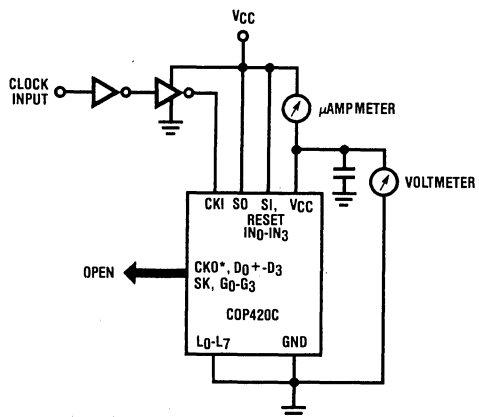 VCC
CLOCK
INPUT
µAMP METER
VOLTMETER
CKI SO SI, VCC
RESET
IN0-IN3
OPEN
CKO*, D0+-D3
SK, G0-G3
COP420C
L0-L7 GND